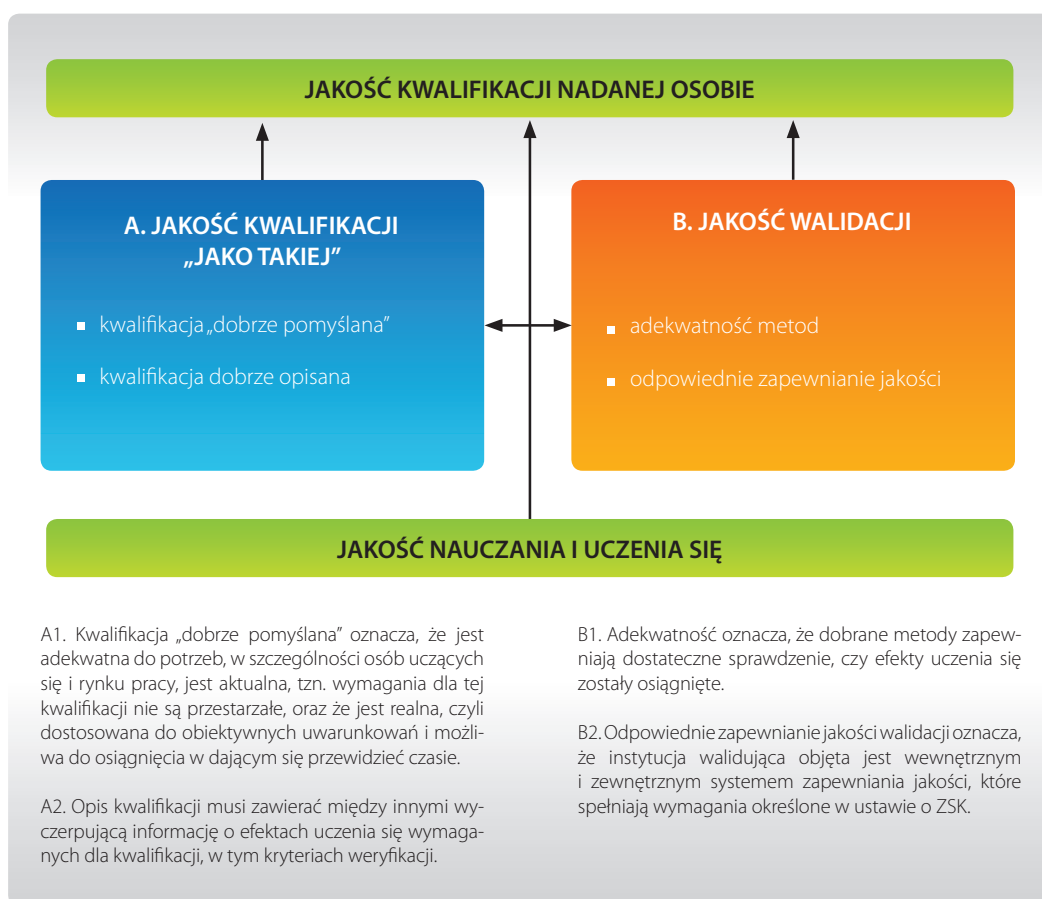 JAKOŚĆ KWALIFIKACJI NADANEJ OSOBIE
A. JAKOŚĆ KWALIFIKACJI
„JAKO TAKIEJ”
kwalifikacja „dobrze pomyślana”
kwalifikacja dobrze opisana
B. JAKOŚĆ WALIDACJI
adekwatność metod
odpowiednie zapewnianie jakości
JAKOŚĆ NAUCZANIA I UCZENIA SIĘ
A1. Kwalifikacja „dobrze pomyślana” oznacza, że jest
adekwatna do potrzeb, w szczególności osób uczących
się i rynku pracy, jest aktualna, tzn. wymagania dla tej
kwalifikacji nie są przestarzałe, oraz że jest realna, czyli
dostosowana do obiektywnych uwarunkowań i możli-
wa do osiągnięcia w dającym się przewidzieć czasie.
A2. Opis kwalifikacji musi zawierać między innymi wy-
czerpującą informację o efektach uczenia się wymaga-
nych dla kwalifikacji, w tym kryteriach weryfikacji.
B1. Adekwatność oznacza, że dobrane metody zapew-
niają dostateczne sprawdzenie, czy efekty uczenia się
zostały osiągnięte.
B2. Odpowiednie zapewnianie jakości walidacji oznacza,
że instytucja walidująca objęta jest wewnętrznym
i zewnętrznym systemem zapewniania jakości, które
spełniają wymagania określone w ustawie o ZSK.